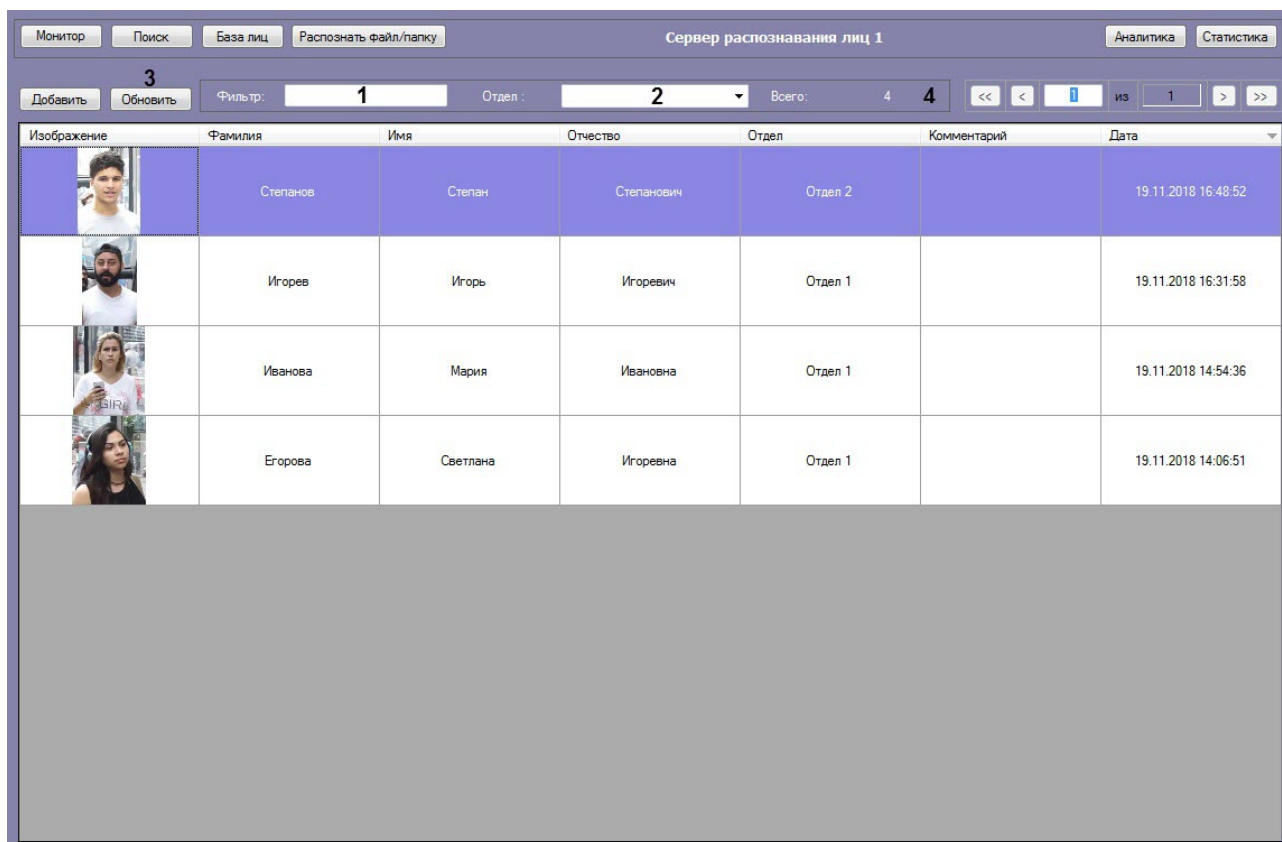 Монитор Поиск База лиц Распознать файл/папку Сервер распознавания лиц 1 Аналитика Статистика
3
Добавить Обновить Фильтр: 1 Отдел : 2 Всего: 4 4 << < 1 из 1 > >>
Изображение Фамилия Имя Отчество Отдел Комментарий Дата
Степанов Степан Степанович Отдел 2 19.11.2018 16:48:52
Игорев Игорь Игоревич Отдел 1 19.11.2018 16:31:58
Иванова Мария Ивановна Отдел 1 19.11.2018 14:54:36
GIRL
Егорова Светлана Игоревна Отдел 1 19.11.2018 14:06:51